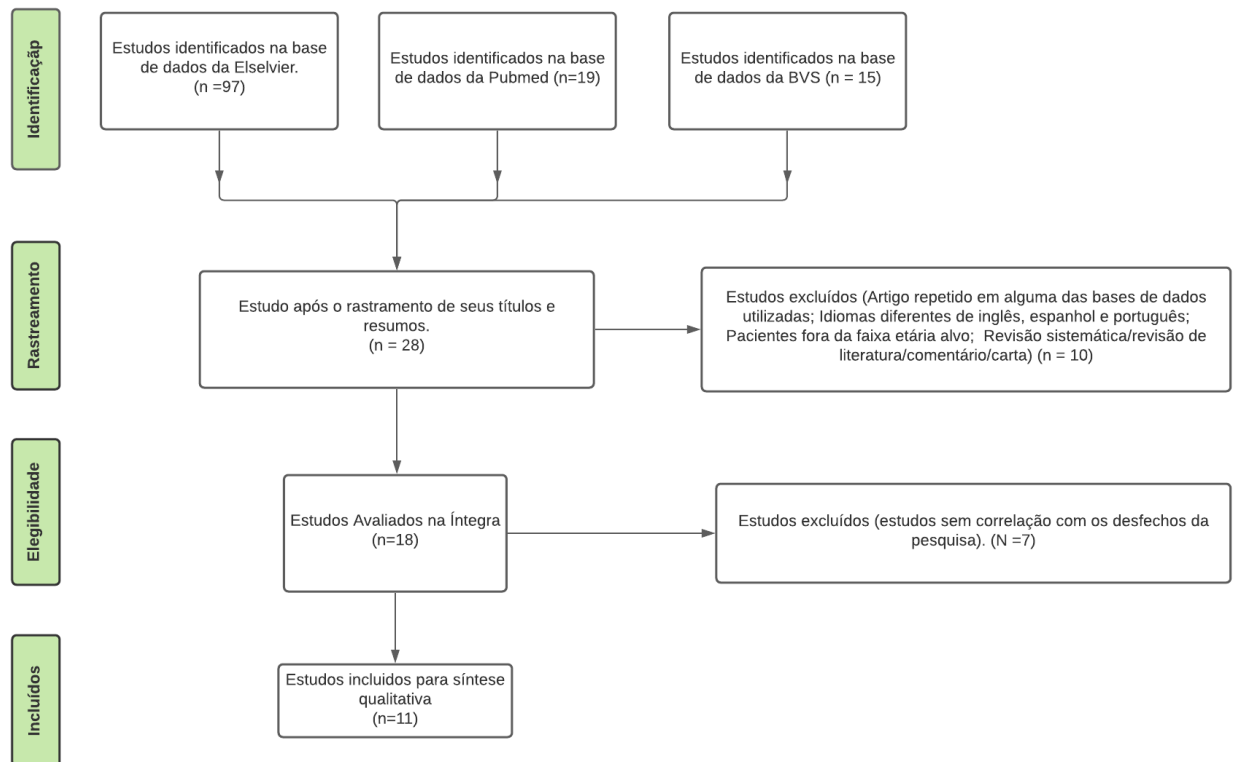 Identificaçãp
Estudos identificados na base
de dados da Elselvier.
(n =97)
Estudos identificados na base
de dados da Pubmed (n=19)
Estudos identificados na base
de dados da BVS (n = 15)
Rastreamento
Estudo após o rastramento de seus títulos e
resumos.
(n = 28)
Estudos excluídos (Artigo repetido em alguma das bases de dados
utilizadas; Idiomas diferentes de inglês, espanhol e português;
Pacientes fora da faixa etária alvo;  Revisão sistemática/revisão de
literatura/comentário/carta) (n = 10)
Elegibilidade
Estudos Avaliados na Íntegra
(n=18)
Estudos excluídos (estudos sem correlação com os desfechos da
pesquisa). (N =7)
Incluídos
Estudos incluidos para síntese
qualitativa
(n=11)